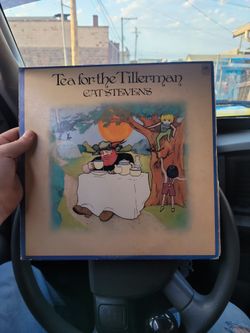 Tea for the Tillerman
CAT STEVENS